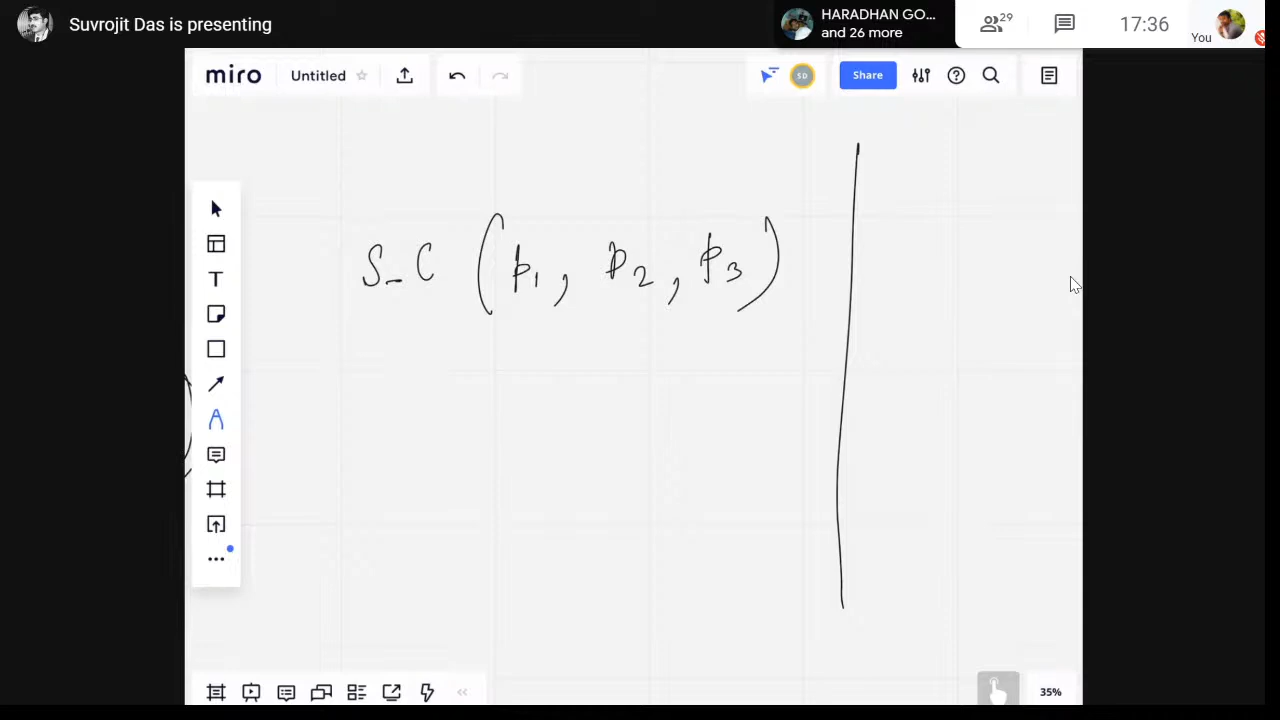 Suvrojit Das is presenting
HARADHAN GO...
and 26 more
29
17:36
You
miro
Untitled
SD
Share
S_C (p1, p2, p3)
T
35%